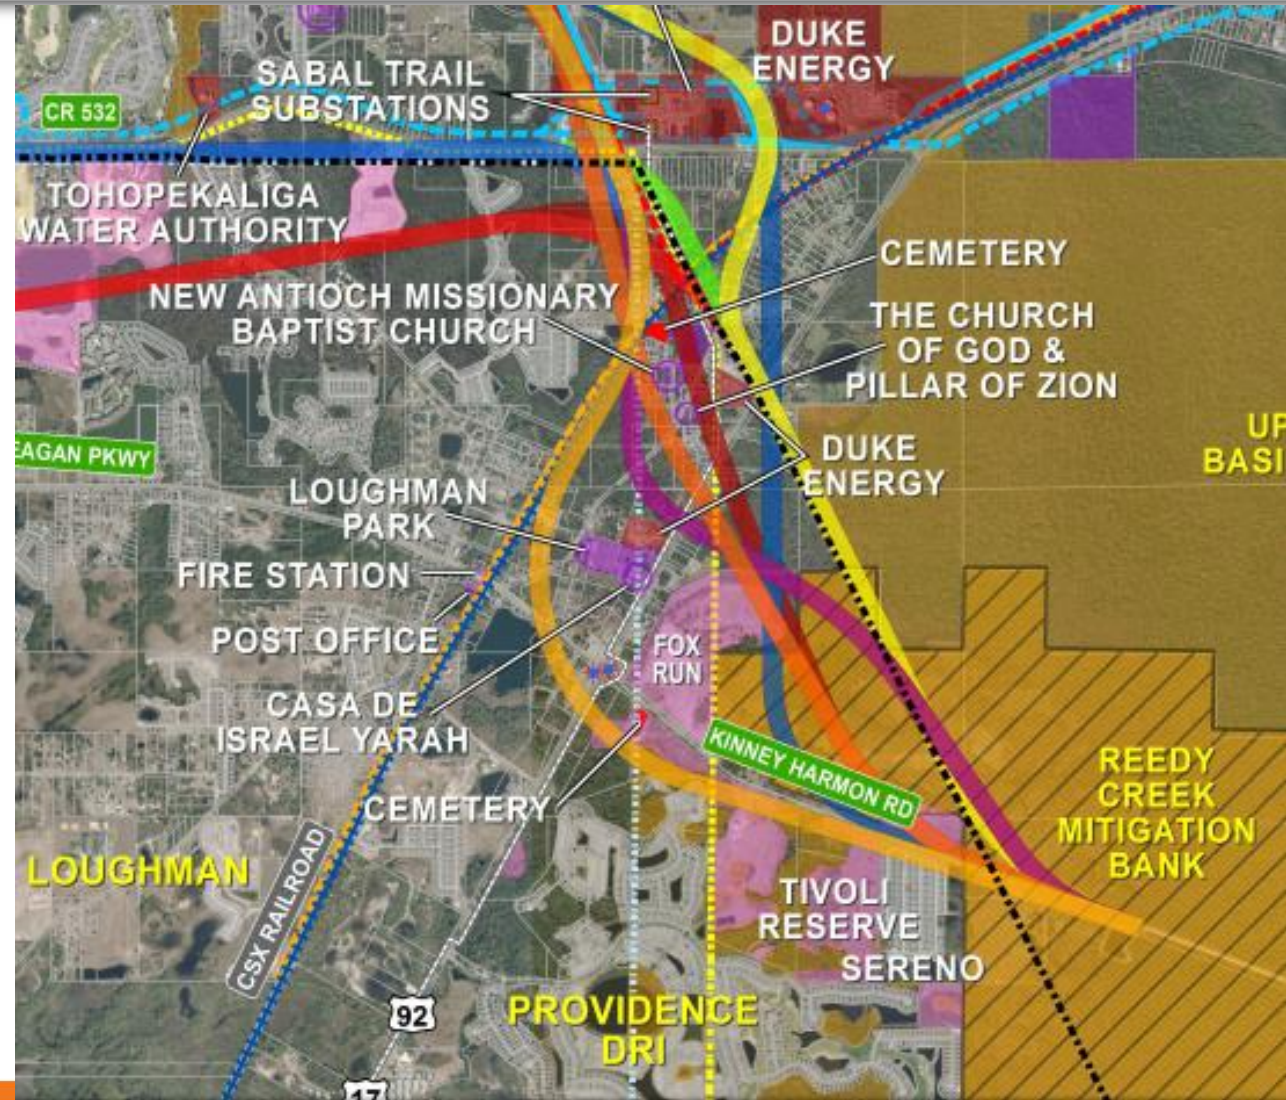 DUKE
ENERGY
SABAL TRAIL
SUBSTATIONS
CR 532
TOHOPEKALIGA
WATER AUTHORITY
CEMETERY
NEW ANTIOCH MISSIONARY
BAPTIST CHURCH
THE CHURCH
OF GOD &
PILLAR OF ZION
EAGAN PKWY
UP
BASI
DUKE
ENERGY
LOUGHMAN
PARK
FIRE STATION
POST OFFICE
FOX
RUN
CASA DE
ISRAEL YARAH
KINNEY HARMON RD
REEDY
CREEK
MITIGATION
BANK
CEMETERY
LOUGHMAN
CSX RAILROAD
TIVOLI
RESERVE
SERENO
92
PROVIDENCE
DRI
17